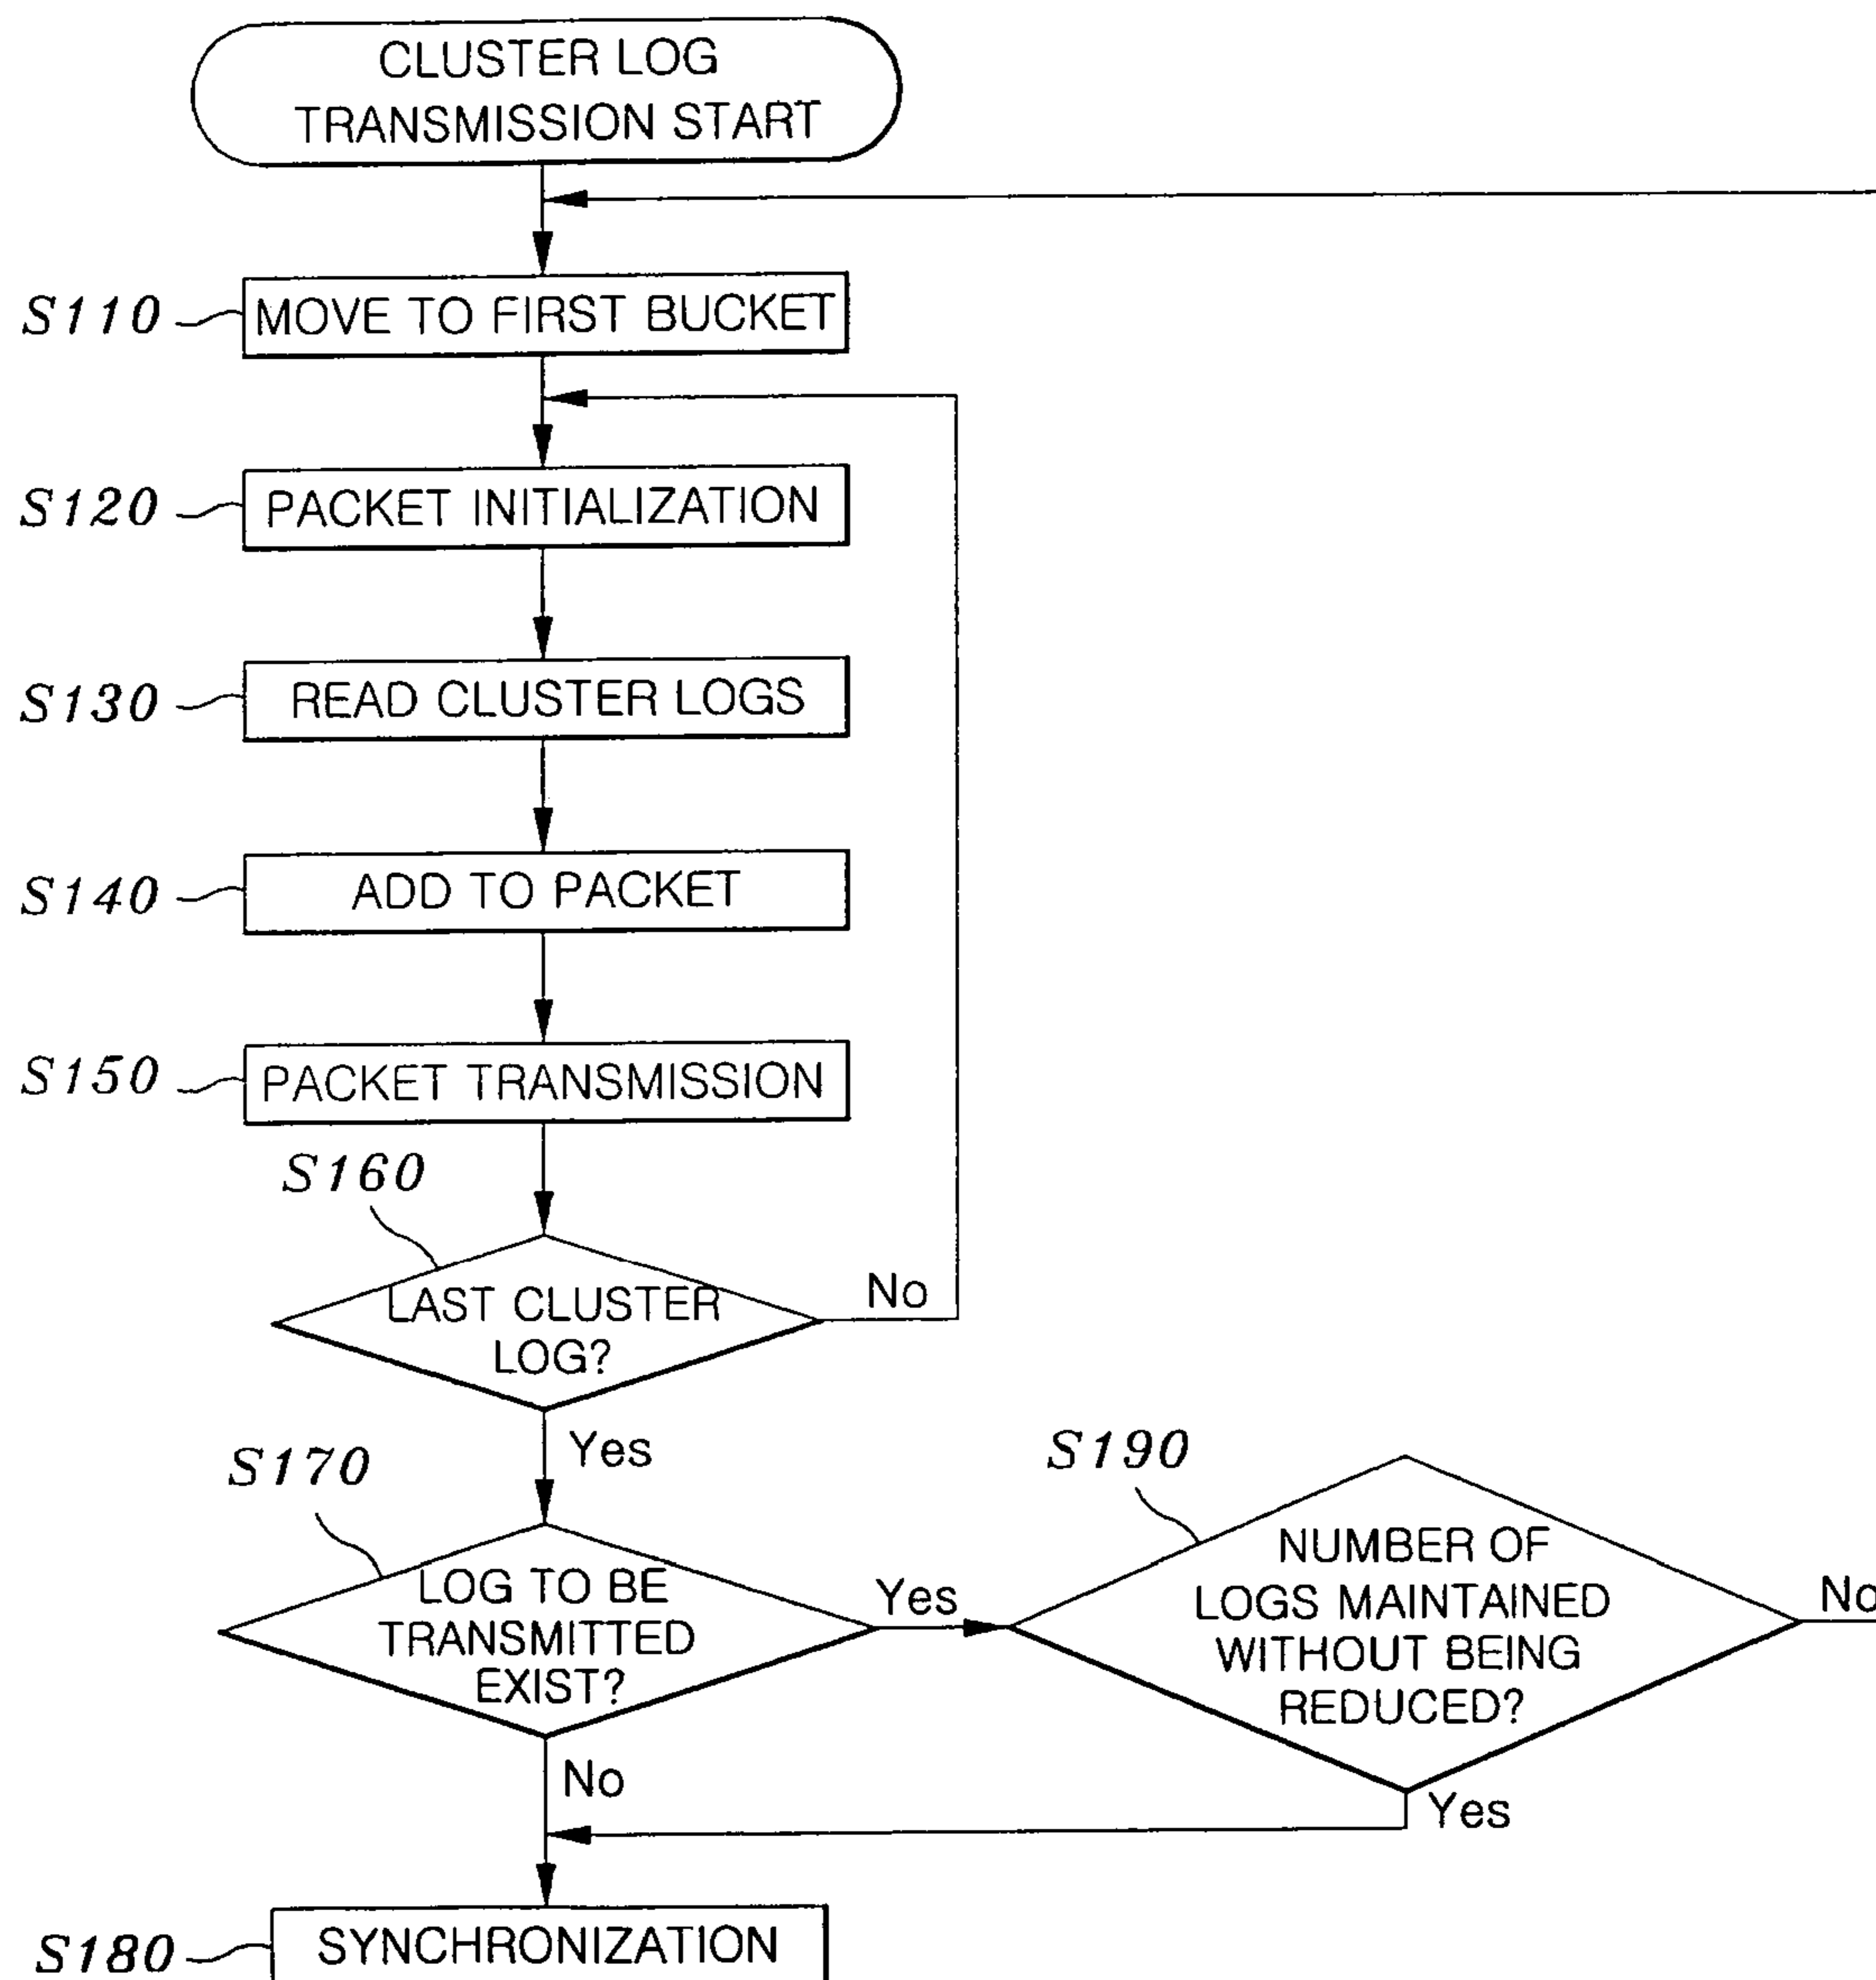 CLUSTER LOG
TRANSMISSION START
S110
MOVE TO FIRST BUCKET
S120
PACKET INITIALIZATION
S130
READ CLUSTER LOGS
S140
ADD TO PACKET
S150
PACKET TRANSMISSION
S160
LAST CLUSTER
LOG?
No
Yes
S170
LOG TO BE
TRANSMITTED
EXIST?
Yes
S190
NUMBER OF
LOGS MAINTAINED
WITHOUT BEING
REDUCED?
No
No
Yes
S180
SYNCHRONIZATION